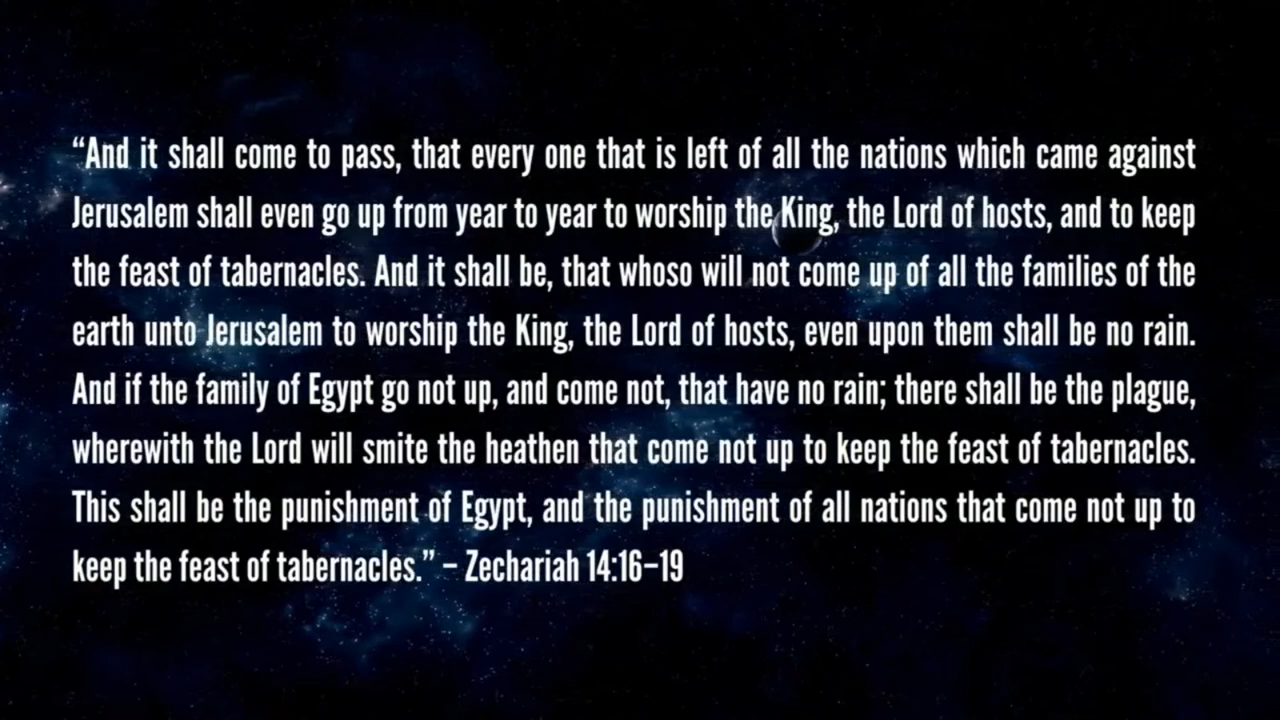 “And it shall come to pass, that every one that is left of all the nations which came against
Jerusalem shall even go up from year to year to worship the King, the Lord of hosts, and to keep
the feast of tabernacles. And it shall be, that whoso will not come up of all the families of the
earth unto Jerusalem to worship the King, the Lord of hosts, even upon them shall be no rain.
And if the family of Egypt go not up, and come not, that have no rain; there shall be the plague,
wherewith the Lord will smite the heathen that come not up to keep the feast of tabernacles.
This shall be the punishment of Egypt, and the punishment of all nations that come not up to
keep the feast of tabernacles.” – Zechariah 14:16–19